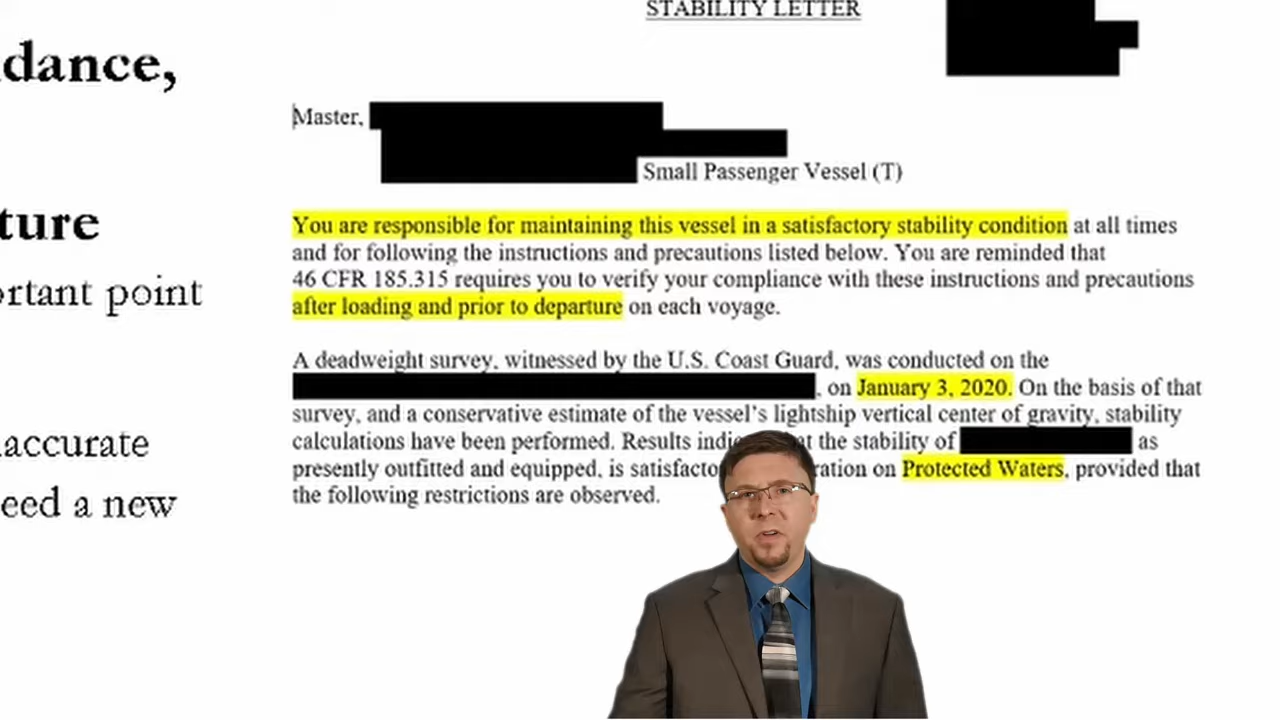 STABILITY LETTER
dance,
ture
rtant point
accurate
eed a new
Master,
Small Passenger Vessel (T)
You are responsible for maintaining this vessel in a satisfactory stability condition at all times
and for following the instructions and precautions listed below. You are reminded that
46 CFR 185.315 requires you to verify your compliance with these instructions and precautions
after loading and prior to departure on each voyage.
A deadweight survey, witnessed by the U.S. Coast Guard, was conducted on the
, on January 3, 2020. On the basis of that
survey, and a conservative estimate of the vessel's lightship vertical center of gravity, stability
calculations have been performed. Results indi at the stability of as
presently outfitted and equipped, is satisfacto ration on Protected Waters, provided that
the following restrictions are observed.